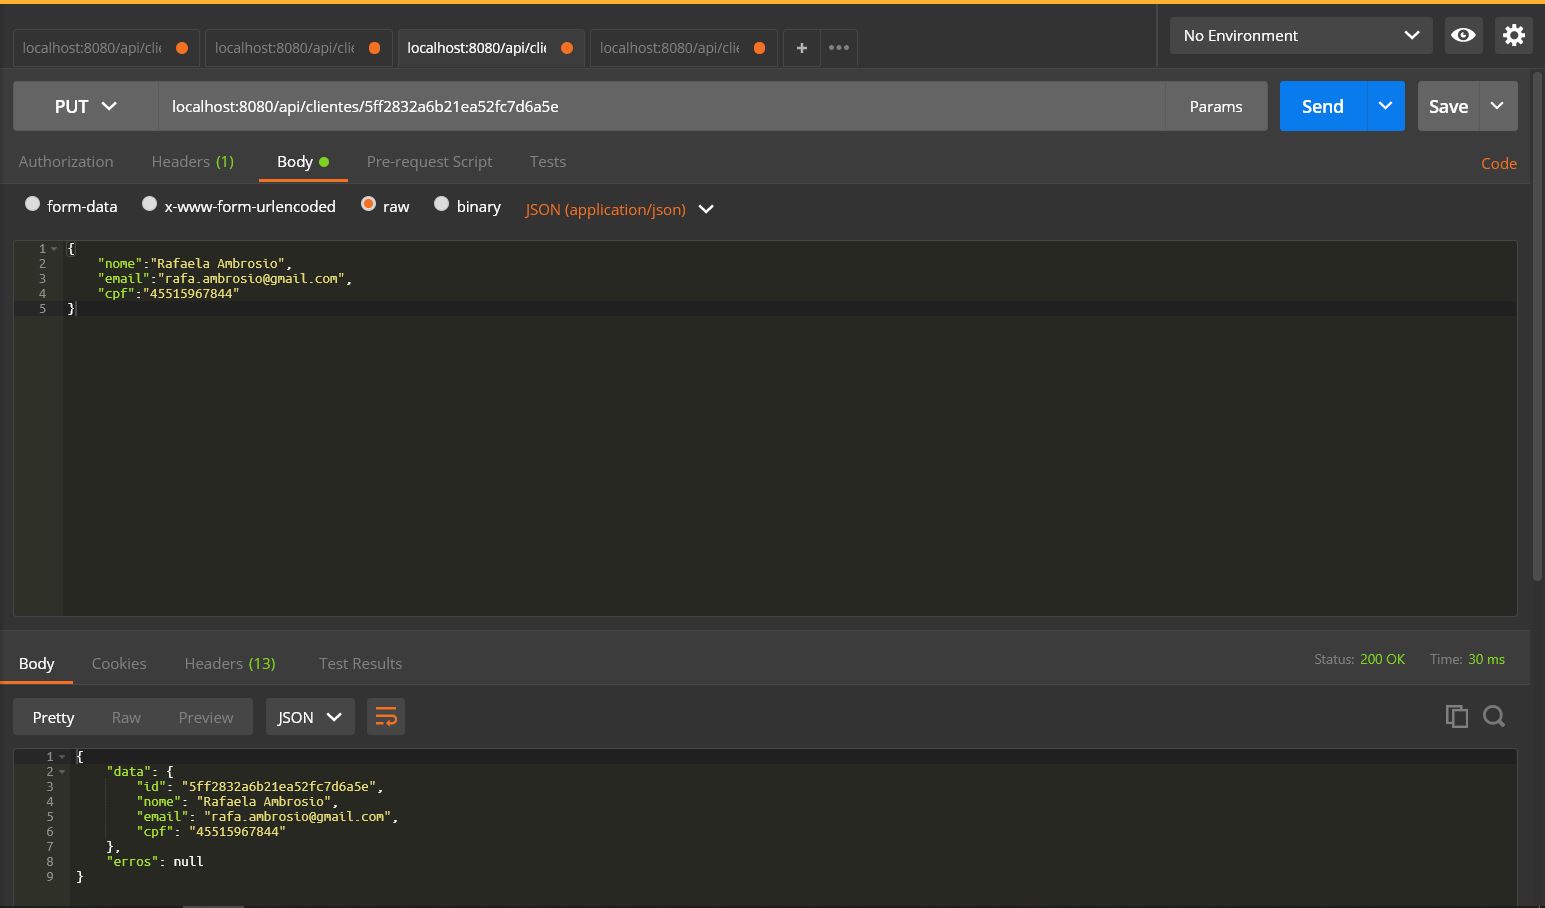 localhost:8080/api/clie localhost:8080/api/clie localhost:8080/api/clie localhost:8080/api/clie + ••• No Environment
PUT localhost:8080/api/clientes/5ff2832a6b21ea52fc7d6a5e Params Send Save
Authorization Headers (1) Body Pre-request Script Tests Code
form-data x-www-form-urlencoded raw binary JSON (application/json)
1 {
2 "nome":"Rafaela Ambrosio",
3 "email":"rafa.ambrosio@gmail.com",
4 "cpf":"45515967844"
5 }
Body Cookies Headers (13) Test Results Status: 200 OK Time: 30 ms
Pretty Raw Preview JSON
1 {
2 "data": {
3 "id": "5ff2832a6b21ea52fc7d6a5e",
4 "nome": "Rafaela Ambrosio",
5 "email": "rafa.ambrosio@gmail.com",
6 "cpf": "45515967844"
7 },
8 "erros": null
9 }